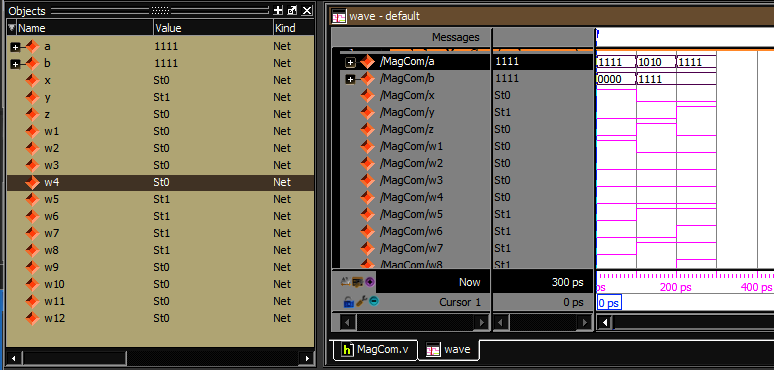 Objects
Name Value Kind
a 1111 Net
b 1111 Net
x St0 Net
y St1 Net
z St0 Net
w1 St0 Net
w2 St0 Net
w3 St0 Net
w4 St0 Net
w5 St1 Net
w6 St1 Net
w7 St1 Net
w8 St1 Net
w9 St0 Net
w10 St0 Net
w11 St0 Net
w12 St0 Net
wave - default
Messages
/MagCom/a 1111 1111 1010 1111
/MagCom/b 1111 0000 1111
/MagCom/x St0
/MagCom/y St1
/MagCom/z St0
/MagCom/w1 St0
/MagCom/w2 St0
/MagCom/w3 St0
/MagCom/w4 St0
/MagCom/w5 St1
/MagCom/w6 St1
/MagCom/w7 St1
/MagCom/w8 St1
Now 300 ps ps 200 ps 400 ps
Cursor 1 0 ps 0 ps
h MagCom.v wave